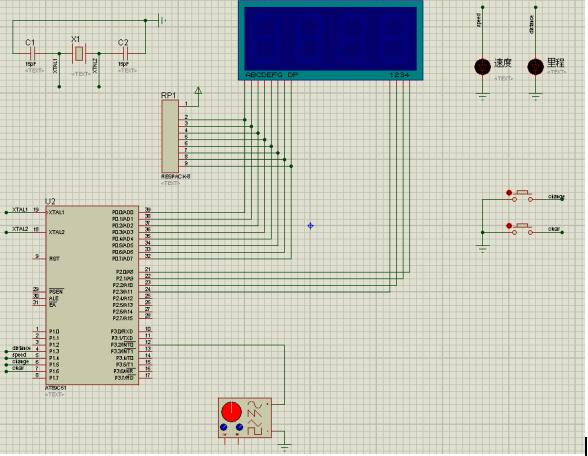 C1
X1
C2
15pF
<TEXT>
15pF
<TEXT>
<TEXT>
XTAL1
XTAL2
ABCDEFG DP
1234
speed
distance
速度
<TEXT>
里程
<TEXT>
RP1
1
2
3
4
5
6
7
8
9
RESPACK-8
<TEXT>
U2
XTAL1 19 XTAL1
XTAL2 18 XTAL2
9 RST
29 PSEN
30 ALE
31 EA
1 P1.0
2 P1.1
3 P1.2
distance 4 P1.3
speed 5 P1.4
change 6 P1.5
clear 7 P1.6
8 P1.7
P0.0/AD0 39
P0.1/AD1 38
P0.2/AD2 37
P0.3/AD3 36
P0.4/AD4 35
P0.5/AD5 34
P0.6/AD6 33
P0.7/AD7 32
P2.0/A8 21
P2.1/A9 22
P2.2/A10 23
P2.3/A11 24
P2.4/A12 25
P2.5/A13 26
P2.6/A14 27
P2.7/A15 28
P3.0/RXD 10
P3.1/TXD 11
P3.2/INT0 12
P3.3/INT1 13
P3.4/T0 14
P3.5/T1 15
P3.6/WR 16
P3.7/RD 17
AT89C51
<TEXT>
change
clear